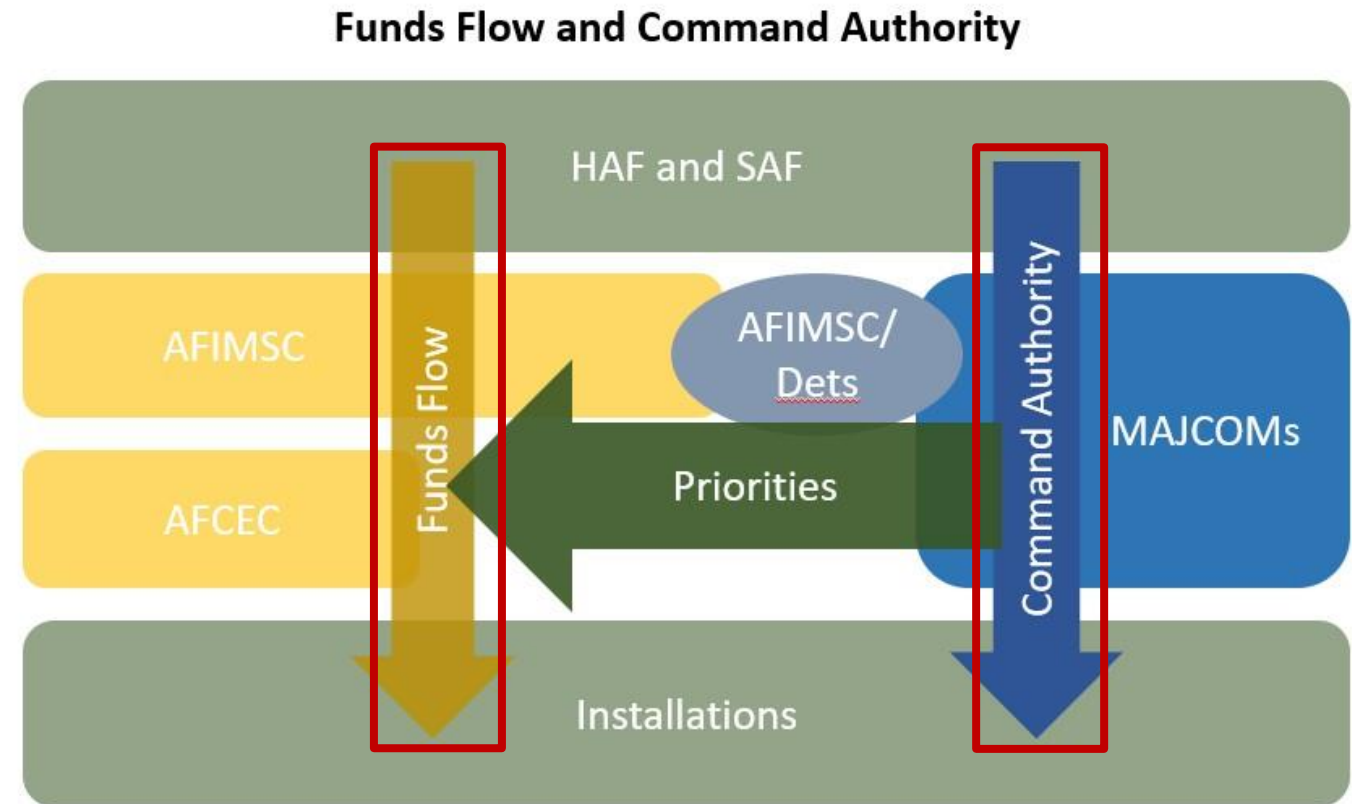 Funds Flow and Command Authority
HAF and SAF
AFIMSC
AFIMSC/
Dets
Funds Flow
Command Authority
MAJCOMs
Priorities
AFCEC
Installations